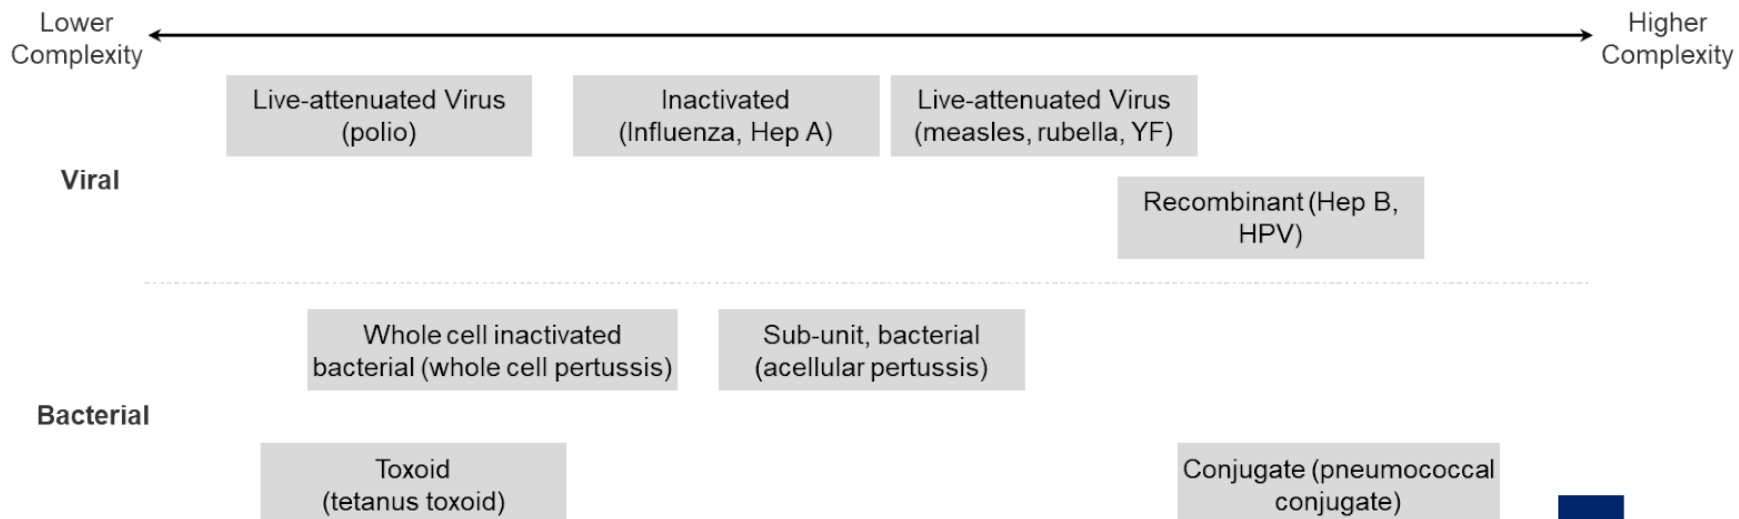 Lower
Complexity
Higher
Complexity
Live-attenuated Virus
(polio)
Inactivated
(Influenza, Hep A)
Live-attenuated Virus
(measles, rubella, YF)
Viral
Recombinant (Hep B,
HPV)
Whole cell inactivated
bacterial (whole cell pertussis)
Sub-unit, bacterial
(acellular pertussis)
Bacterial
Toxoid
(tetanus toxoid)
Conjugate (pneumococcal
conjugate)